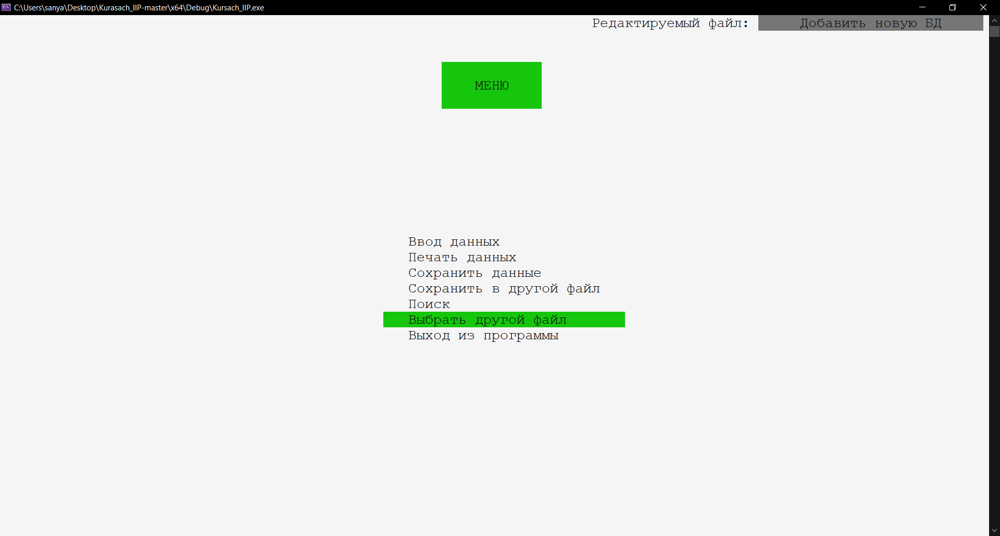 C:\Users\sanya\Desktop\Kurasach_IIP-master\x64\Debug\Kursach_IIP.exe
Редактируемый файл: Добавить новую БД
МЕНЮ
Ввод данных
Печать данных
Сохранить данные
Сохранить в другой файл
Поиск
Выбрать другой файл
Выход из программы